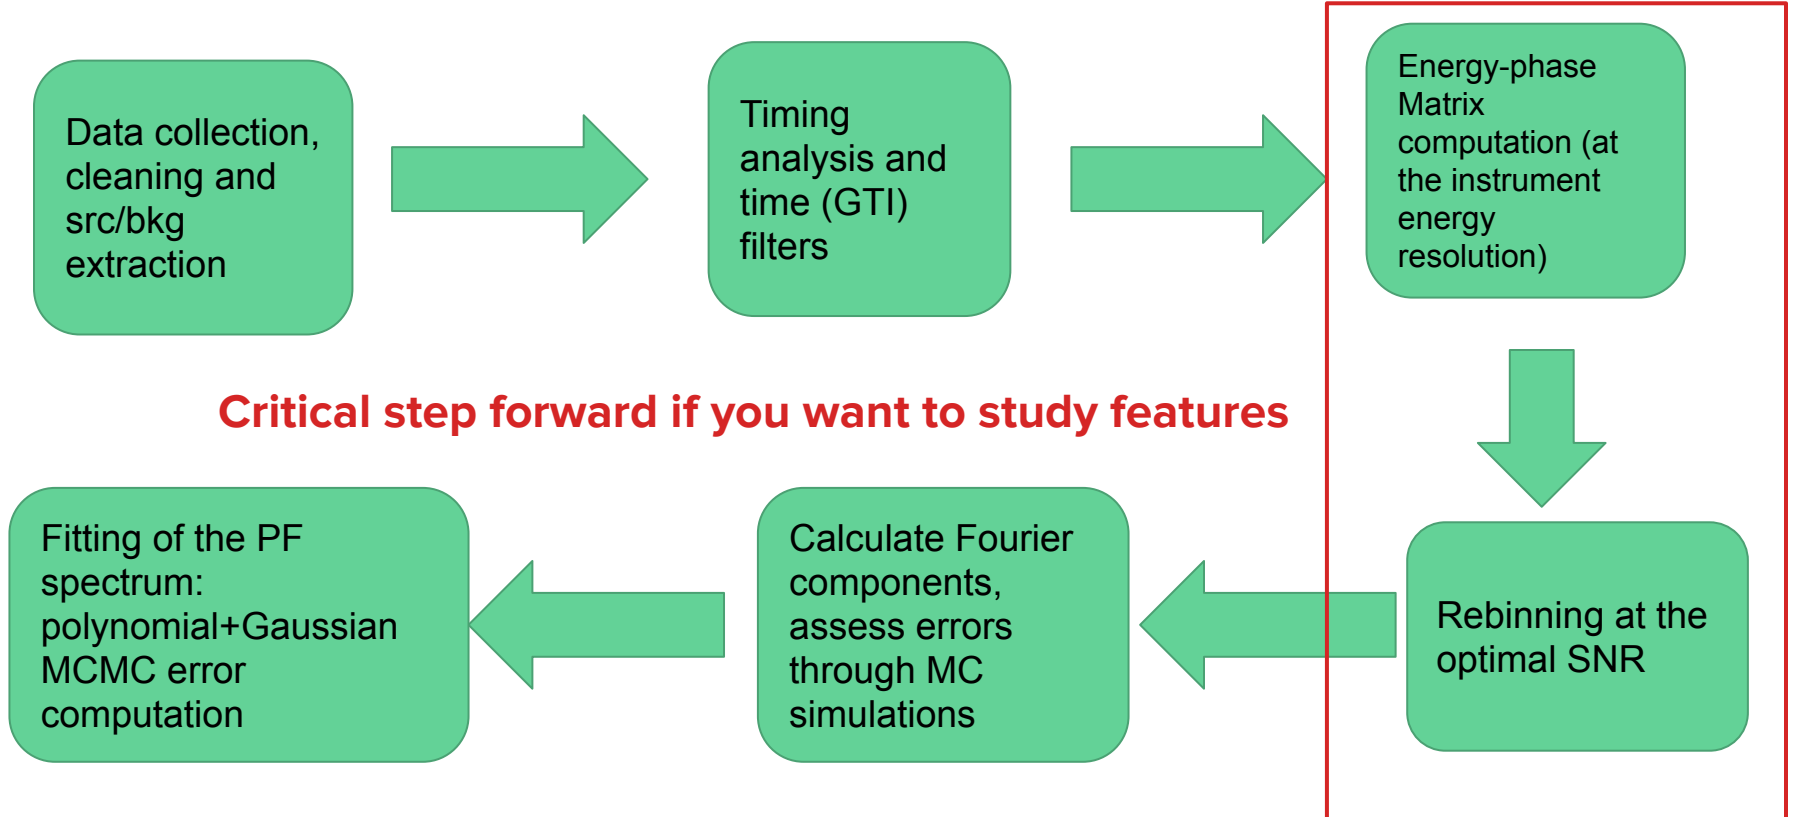 Data collection,
cleaning and
src/bkg
extraction
Timing
analysis and
time (GTI)
filters
Energy-phase
Matrix
computation (at
the instrument
energy
resolution)
Critical step forward if you want to study features
Rebinning at the
optimal SNR
Calculate Fourier
components,
assess errors
through MC
simulations
Fitting of the PF
spectrum:
polynomial+Gaussian
MCMC error
computation